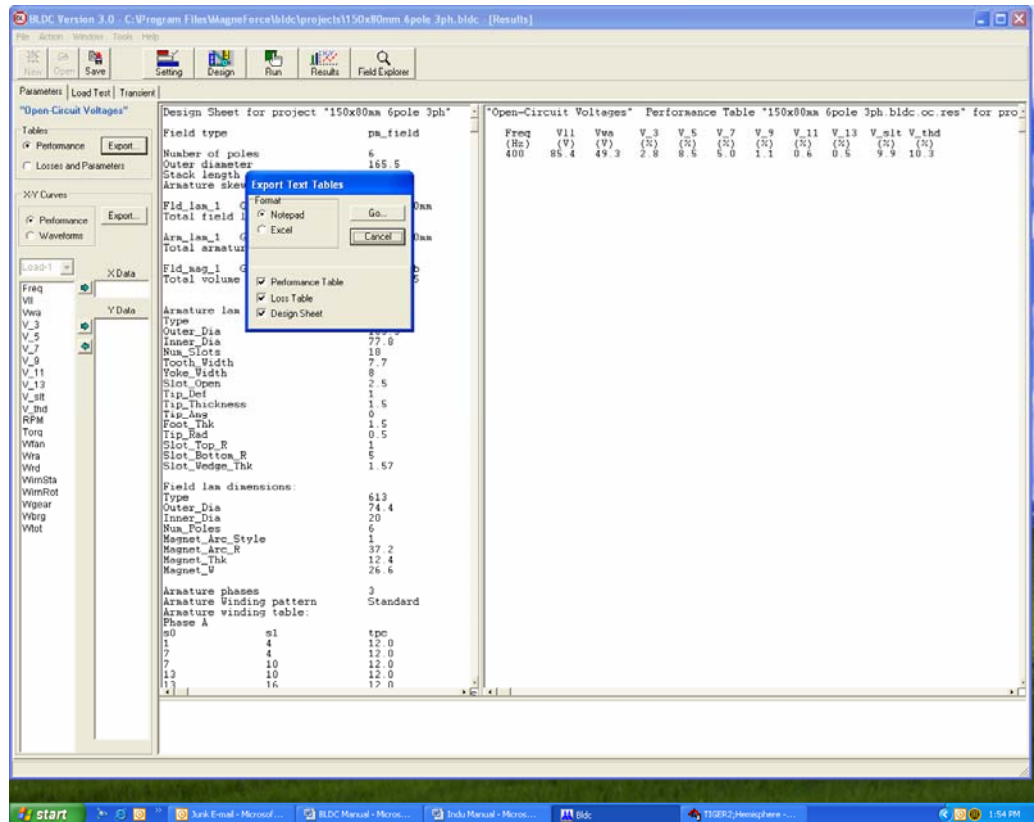 BLDC Version 3.0 - C:\Program Files\MagneForce\bldc\projects\150x80mm 6pole 3ph.bldc - [Results]
File Action Window Tools Help
New Open Save Setting Design Run Results Field Explorer
Parameters Load Test Transient
"Open-Circuit Voltages"
Tables
Performance Export...
Losses and Parameters
X-Y Curves
Performance Export...
Waveforms
Load-1
X Data
Y Data
Freq
Vll
Vwa
V_3
V_5
V_7
V_9
V_11
V_13
V_slt
V_thd
RPM
Torq
Wfan
Wra
Wrd
WirnSta
WirnRot
Wgear
Wbrg
Wtot
Design Sheet for project "150x80mm 6pole 3ph"
Field type pm_field
Number of poles 6
Outer diameter 165.5
Stack length
Armature skew
Fld_lam_1
Total field
Arm_lam_1
Total armatur
Fld_mag_1
Total volume
Armature lam
Type
Outer_Dia
Inner_Dia 77.8
Num_Slots 18
Tooth_Width 7.7
Yoke_Width 8
Slot_Open 2.5
Tip_Def 1
Tip_Thickness 1.5
Tip_Ang 0
Foot_Thk 1.5
Tip_Rad 0.5
Slot_Top_R 1
Slot_Bottom_R 5
Slot_Wedge_Thk 1.57
Field lam dimensions:
Type 613
Outer_Dia 74.4
Inner_Dia 20
Num_Poles 6
Magnet_Arc_Style 1
Magnet_Arc_R 37.2
Magnet_Thk 12.4
Magnet_W 26.6
Armature phases 3
Armature Winding pattern Standard
Armature winding table:
Phase A
s0 s1 tpc
1 4 12.0
7 4 12.0
7 10 12.0
13 10 12.0
13 16 12.0
Export Text Tables
Format
Notepad
Excel
Go...
Cancel
Performance Table
Loss Table
Design Sheet
"Open-Circuit Voltages" Performance Table "150x80mm 6pole 3ph.bldc.oc.res" for pro
Freq Vll Vwa V_3 V_5 V_7 V_9 V_11 V_13 V_slt V_thd
(Hz) (V) (V) (%) (%) (%) (%) (%) (%) (%) (%)
400 85.4 49.3 2.8 8.5 5.0 1.1 0.6 0.5 9.9 10.3
start
Junk E-mail - Microsof...
BLDC Manual - Micros...
Indu Manual - Micros...
Bldc
TIGER2;Hemisphere -...
1:54 PM